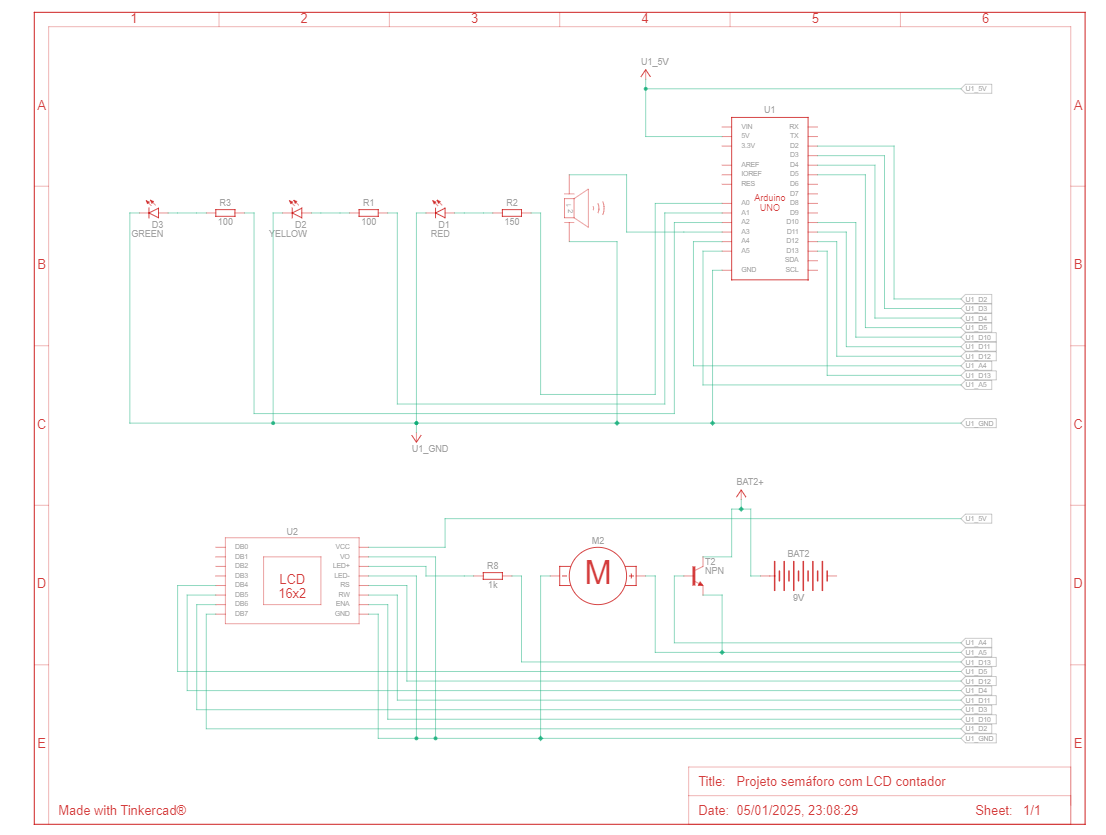 1 2 3 4 5 6
A A
B B
C C
D D
E E
U1_5V
U1_5V
U1
VIN
5V
3.3V
AREF
IOREF
RES
A0
A1
A2
A3
A4
A5
GND
Arduino
UNO
RX
TX
D2
D3
D4
D5
D6
D7
D8
D9
D10
D11
D12
D13
SDA
SCL
D3
GREEN
R3
100
D2
YELLOW
R1
100
D1
RED
R2
150
U1_D2
U1_D3
U1_D4
U1_D5
U1_D10
U1_D11
U1_D12
U1_A4
U1_D13
U1_A5
U1_GND
U1_GND
BAT2+
U1_5V
U2
DB0
DB1
DB2
DB3
DB4
DB5
DB6
DB7
LCD
16x2
VCC
VO
LED+
LED-
RS
RW
ENA
GND
R8
1k
M2
- M +
T2
NPN
BAT2
9V
U1_A4
U1_A5
U1_D13
U1_D5
U1_D12
U1_D4
U1_D11
U1_D3
U1_D10
U1_D2
U1_GND
Title: Projeto semáforo com LCD contador
Made with Tinkercad®
Date: 05/01/2025, 23:08:29 Sheet: 1/1